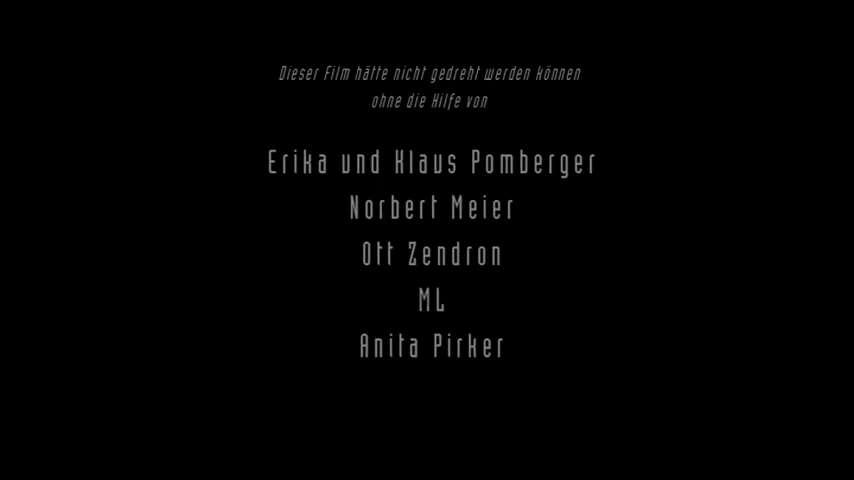 Dieser Film hätte nicht gedreht werden können
ohne die Hilfe von
Erika und Klaus Pomberger
Norbert Meier
Ott Zendron
ML
Anita Pirker